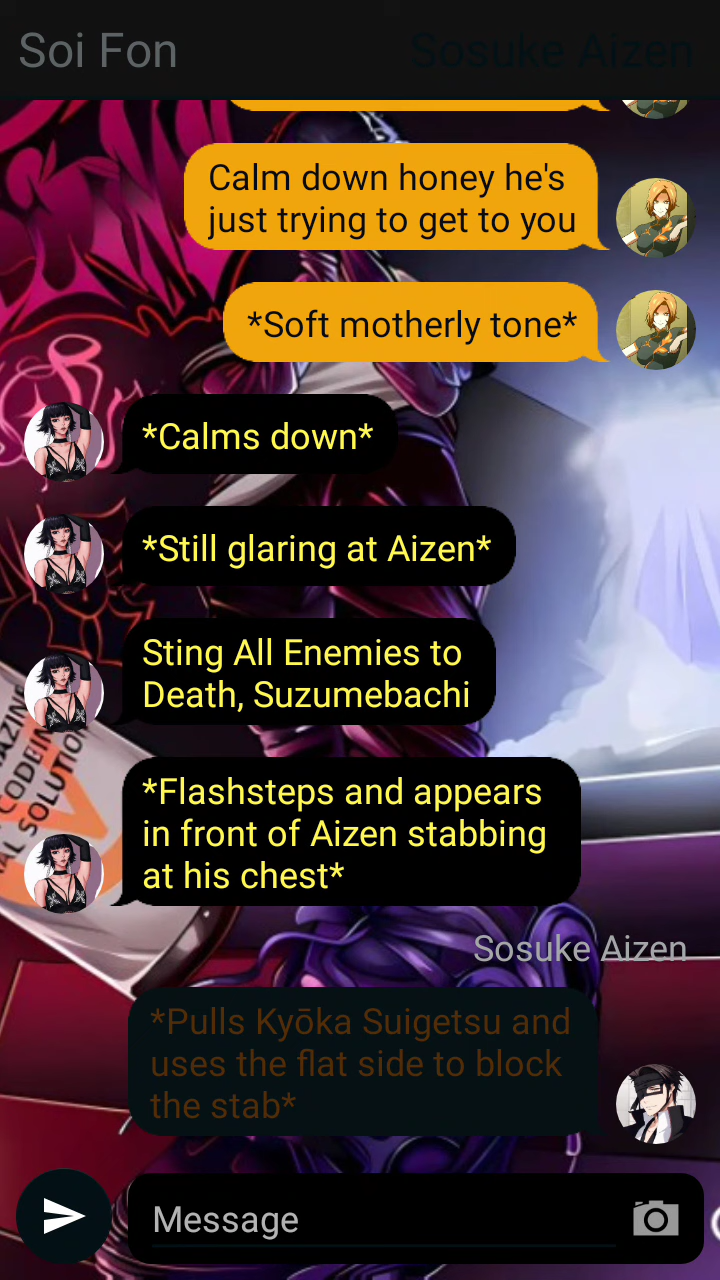 Soi Fon
Sosuke Aizen
Calm down honey he's
just trying to get to you
*Soft motherly tone*
*Calms down*
*Still glaring at Aizen*
Sting All Enemies to
Death, Suzumebachi
*Flashsteps and appears
in front of Aizen stabbing
at his chest*
Sosuke Aizen
*Pulls Kyōka Suigetsu and
uses the flat side to block
the stab*
Message
CODEIN
SOLUTION